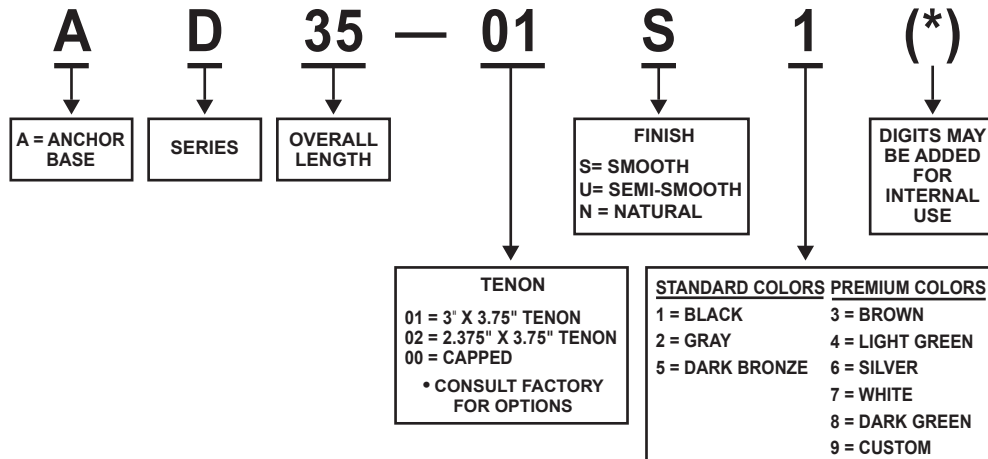 A D 35 — 01 S 1 (*)
A = ANCHOR
BASE
SERIES
OVERALL
LENGTH
FINISH
S= SMOOTH
U= SEMI-SMOOTH
N = NATURAL
DIGITS MAY
BE ADDED
FOR
INTERNAL
USE
TENON
01 = 3" X 3.75" TENON
02 = 2.375" X 3.75" TENON
00 = CAPPED
• CONSULT FACTORY
FOR OPTIONS
STANDARD COLORS
1 = BLACK
2 = GRAY
5 = DARK BRONZE
PREMIUM COLORS
3 = BROWN
4 = LIGHT GREEN
6 = SILVER
7 = WHITE
8 = DARK GREEN
9 = CUSTOM